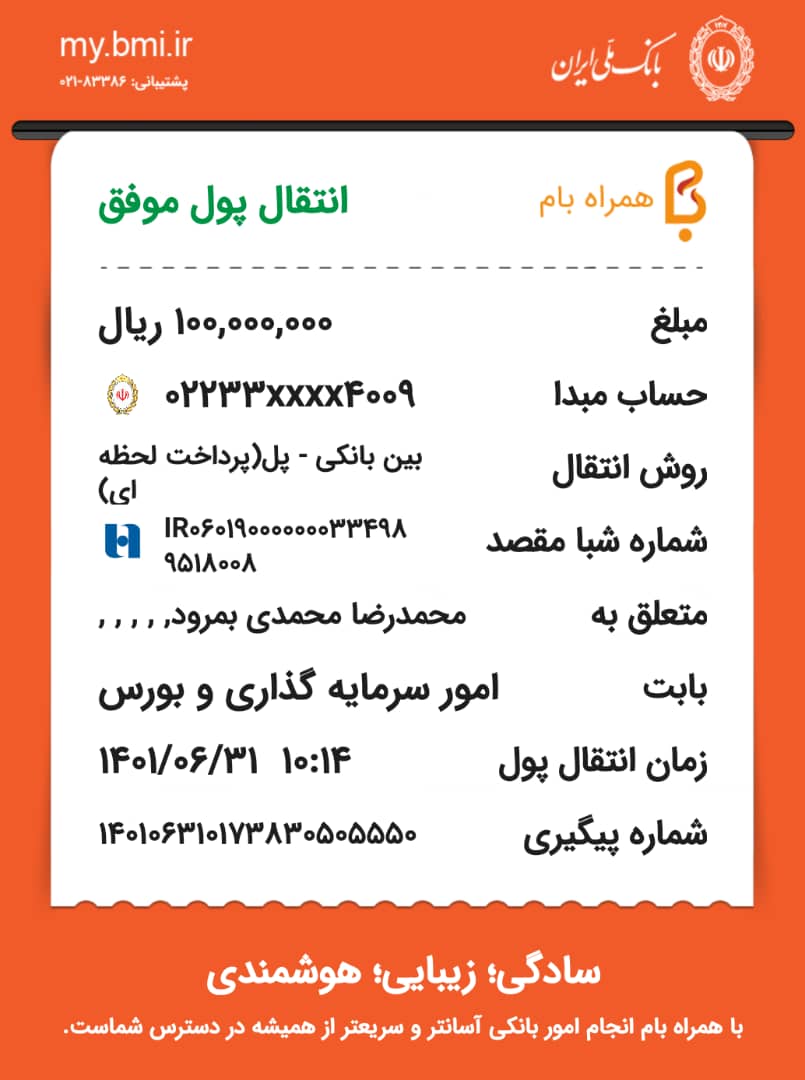 my.bmi.ir
پشتیبانی: ۸۳۳۸۶-۰۲۱
بانک ملی ایران
همراه بام
انتقال پول موفق
مبلغ ۱۰۰,۰۰۰,۰۰۰ ریال
حساب مبدا ۰۲۲۳۳xxxx۴۰۰۹
روش انتقال بین بانکی - پل(پرداخت لحظه
ای)
شماره شبا مقصد IR۰۶۰۱۹۰۰۰۰۰۰۰۰۳۳۴۹۸
۹۵۱۸۰۰۸
متعلق به محمدرضا محمدی بمرود, , , , ,
بابت امور سرمایه گذاری و بورس
زمان انتقال پول ۱۴۰۱/۰۶/۳۱ ۱۰:۱۴
شماره پیگیری ۱۴۰۱۰۶۳۱۰۱۷۳۸۳۰۵۰۵۵۵۰
سادگی؛ زیبایی؛ هوشمندی
با همراه بام انجام امور بانکی آسانتر و سریعتر از همیشه در دسترس شماست.